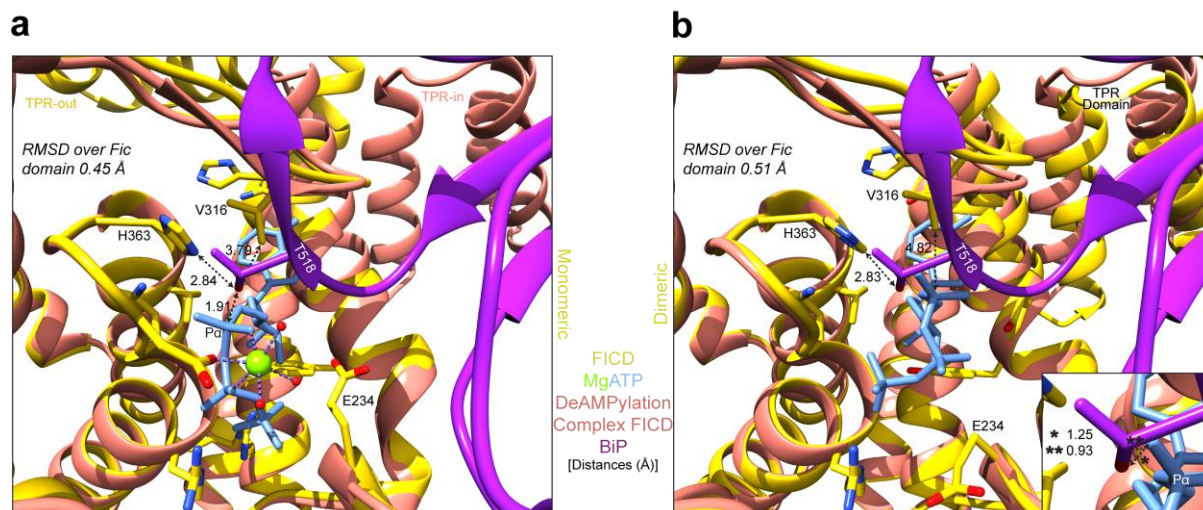 a
TPR-out
TPR-in
RMSD over Fic
domain 0.45 Å
V316
H363
3.79
T518
2.84
1.91
Pα
E234
Monomeric
FICD
MgATP
DeAMPylation
Complex FICD
BiP
[Distances (Å)]
Dimeric
b
TPR
Domain
RMSD over Fic
domain 0.51 Å
V316
H363
4.82
T518
2.83
E234
* 1.25
** 0.93
**
*
Pα